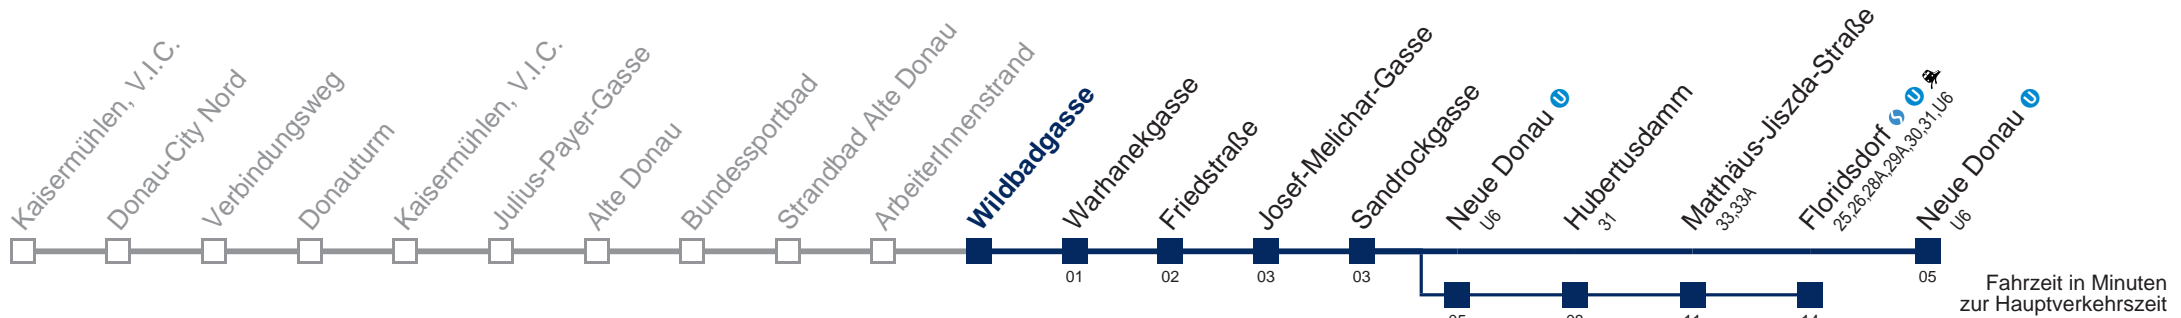 Kaisermühlen, V.I.C.
Donau-City Nord
Verbindungsweg
Donauturm
Kaisermühlen, V.I.C.
Julius-Payer-Gasse
Alte Donau
Bundessportbad
Strandbad Alte Donau
ArbeiterInnenstrand
Wildbadgasse
Warhanekgasse
Friedstraße
Josef-Melichar-Gasse
Sandrockgasse
Neue Donau U
U6
Hubertusdamm
31
Matthäus-Jiszda-Straße
33,33A
Floridsdorf S U
25,26,28A,29A,30,31,U6
Neue Donau U
U6
01
02
03
03
05
Fahrzeit in Minuten
zur Hauptverkehrszeit